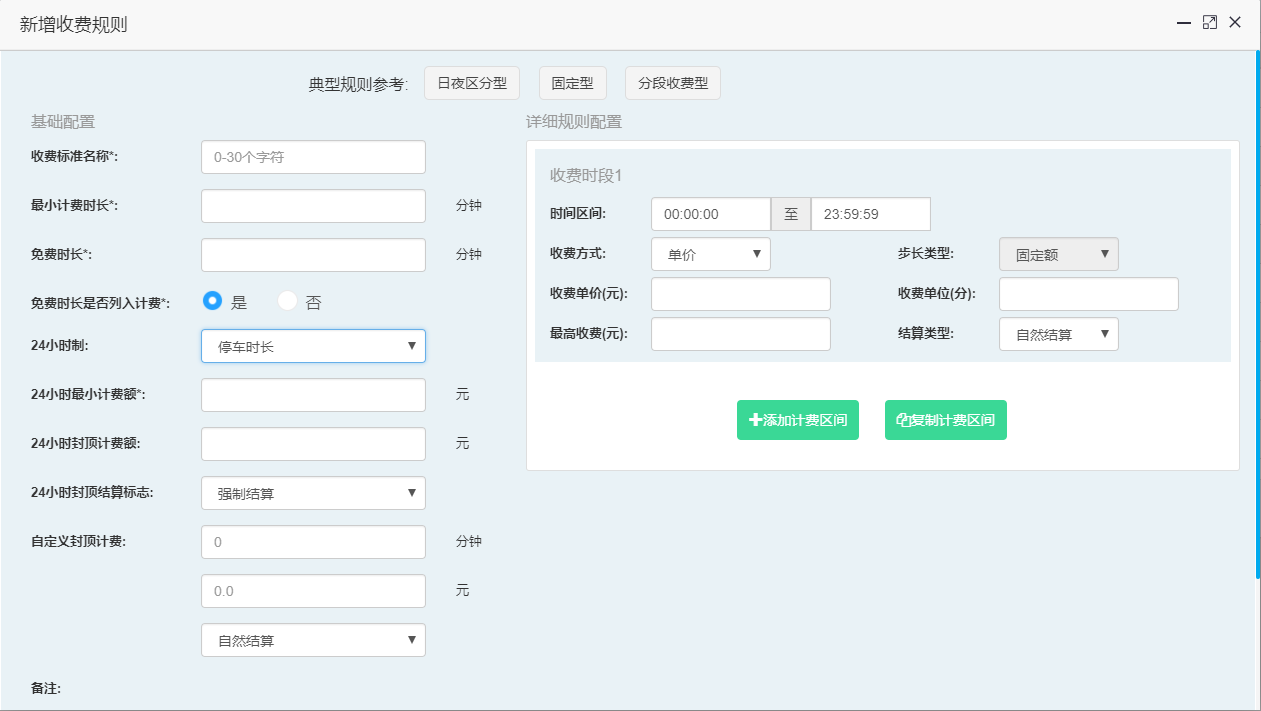 新增收费规则
典型规则参考: 日夜区分型 固定型 分段收费型
基础配置
收费标准名称*: 0-30个字符
最小计费时长*: 分钟
免费时长*: 分钟
免费时长是否列入计费*: 是 否
24小时制: 停车时长
24小时最小计费额*: 元
24小时封顶计费额: 元
24小时封顶结算标志: 强制结算
自定义封顶计费: 0 分钟
0.0 元
自然结算
备注:
详细规则配置
收费时段1
时间区间: 00:00:00 至 23:59:59
收费方式: 单价 步长类型: 固定额
收费单价(元): 收费单位(分):
最高收费(元): 结算类型: 自然结算
添加计费区间 复制计费区间